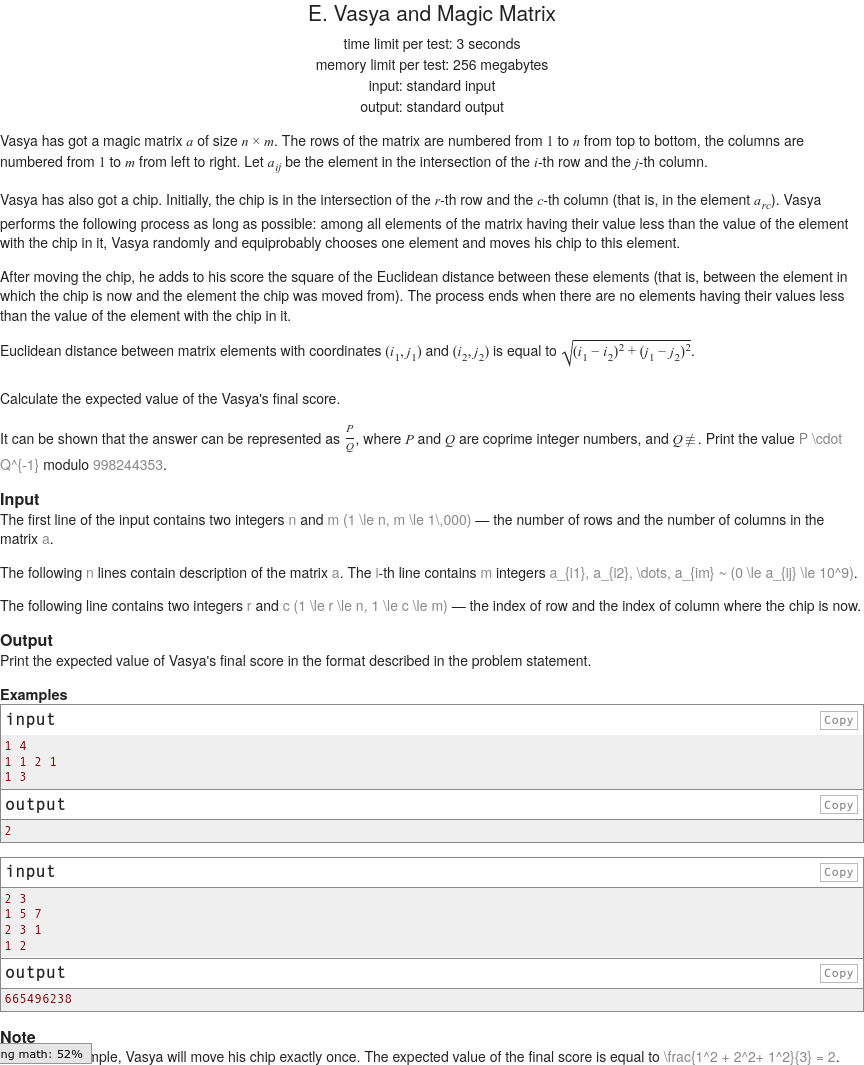 E. Vasya and Magic Matrix
time limit per test: 3 seconds
memory limit per test: 256 megabytes
input: standard input
output: standard output
Vasya has got a magic matrix a of size n × m. The rows of the matrix are numbered from 1 to n from top to bottom, the columns are
numbered from 1 to m from left to right. Let a_ij be the element in the intersection of the i-th row and the j-th column.
Vasya has also got a chip. Initially, the chip is in the intersection of the r-th row and the c-th column (that is, in the element a_rc). Vasya
performs the following process as long as possible: among all elements of the matrix having their value less than the value of the element
with the chip in it, Vasya randomly and equiprobably chooses one element and moves his chip to this element.
After moving the chip, he adds to his score the square of the Euclidean distance between these elements (that is, between the element in
which the chip is now and the element the chip was moved from). The process ends when there are no elements having their values less
than the value of the element with the chip in it.
Euclidean distance between matrix elements with coordinates (i_1, j_1) and (i_2, j_2) is equal to √((i_1 − i_2)^2 + (j_1 − j_2)^2).
Calculate the expected value of the Vasya's final score.
It can be shown that the answer can be represented as P/Q, where P and Q are coprime integer numbers, and Q ≢ . Print the value P \cdot
Q^{-1} modulo 998244353.
Input
The first line of the input contains two integers n and m (1 \le n, m \le 1\,000) — the number of rows and the number of columns in the
matrix a.
The following n lines contain description of the matrix a. The i-th line contains m integers a_{i1}, a_{i2}, \dots, a_{im} ~ (0 \le a_{ij} \le 10^9).
The following line contains two integers r and c (1 \le r \le n, 1 \le c \le m) — the index of row and the index of column where the chip is now.
Output
Print the expected value of Vasya's final score in the format described in the problem statement.
Examples
input Copy
1 4
1 1 2 1
1 3
output Copy
2
input Copy
2 3
1 5 7
2 3 1
1 2
output Copy
665496238
Note
ng math: 52% mple, Vasya will move his chip exactly once. The expected value of the final score is equal to \frac{1^2 + 2^2+ 1^2}{3} = 2.